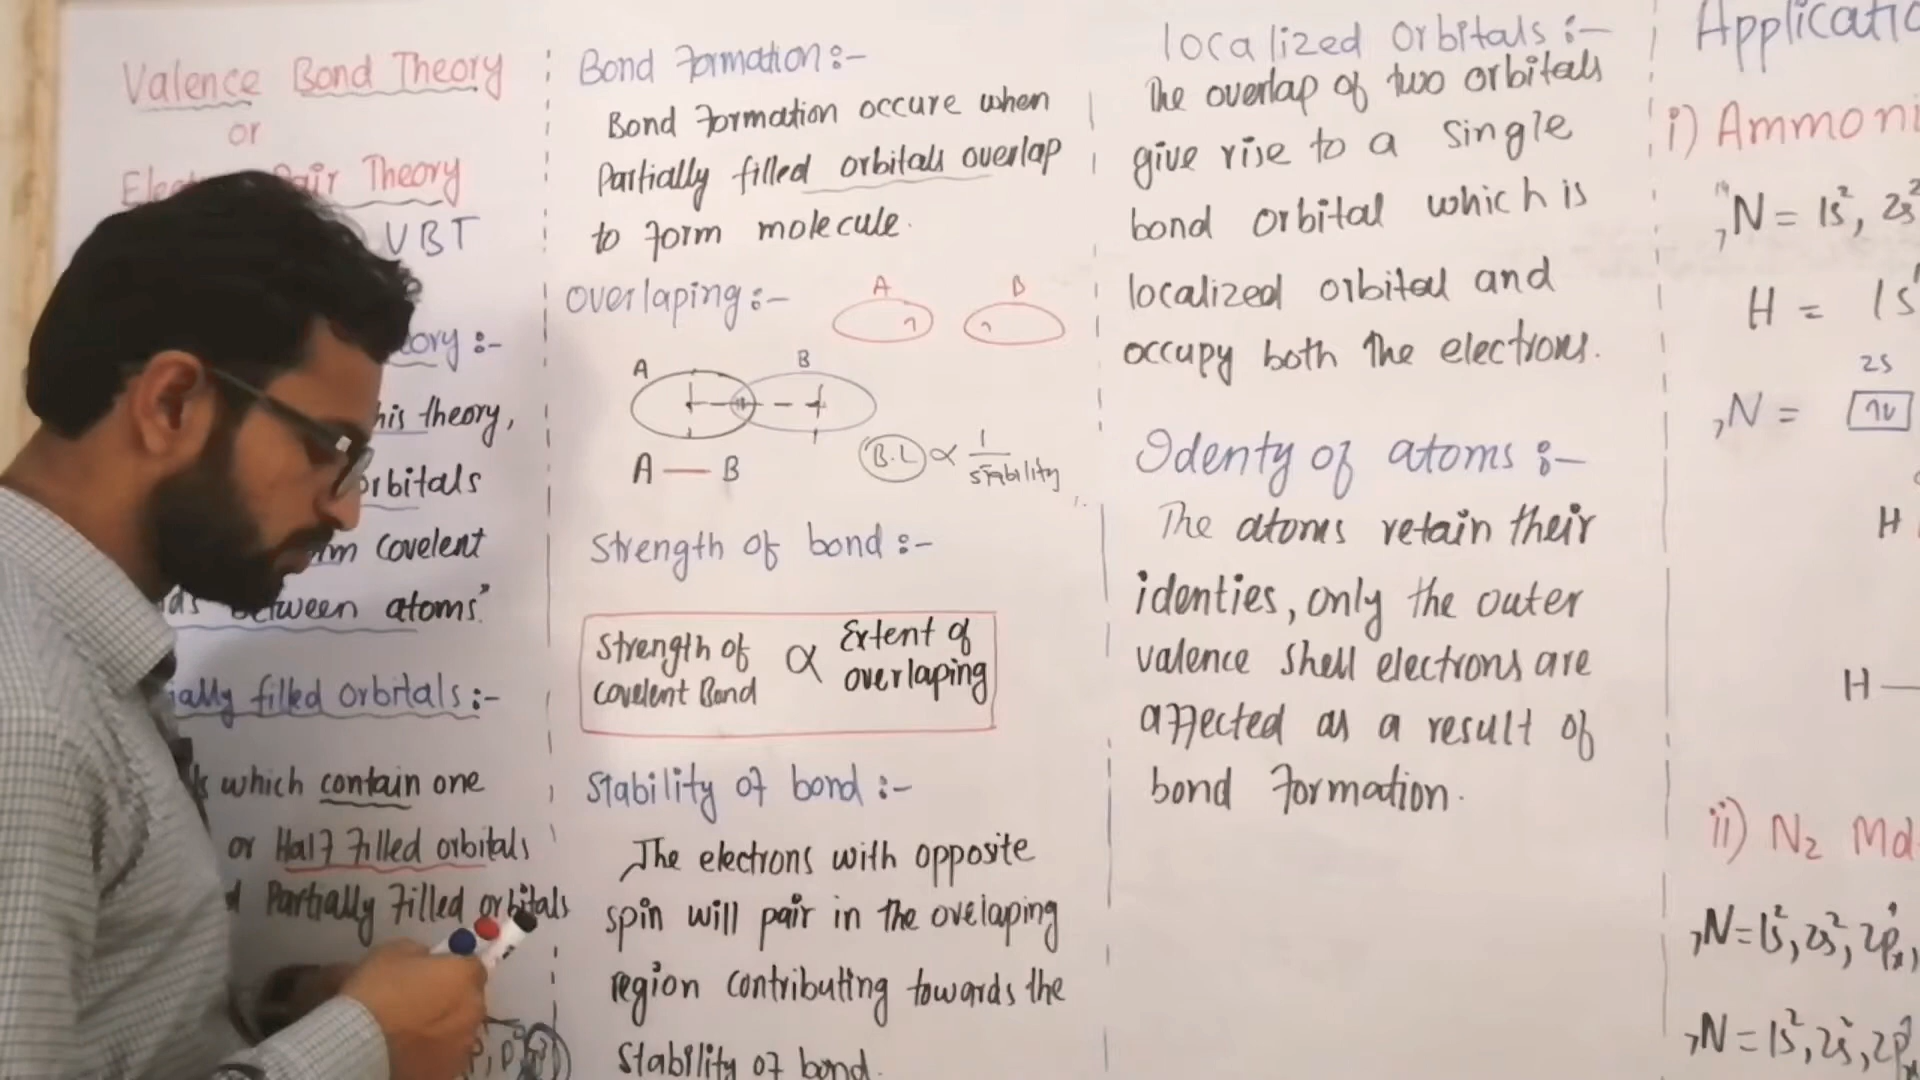 Valence Bond Theory
or
Pair Theory
VBT
:-
his theory,
orbitals
covelent
between atoms."
filled orbitals :-
which contain one
or Half filled orbitals
Partially filled orbitals
Bond formation :-
Bond formation occure when
Partially filled orbitals overlap
to form molecule.
overlaping :-
A B
A B
A — B
B.L ∝ 1
stability
Strength of bond :-
Strength of ∝ Extent of
covelent Bond overlaping
Stability of bond :-
The electrons with opposite
spin will pair in the ovelaping
region contributing towards the
stability of bond.
localized orbitals :-
The overlap of two orbitals
give rise to a single
bond orbital which is
localized orbital and
occupy both the electrons.
Identy of atoms :-
The atoms retain their
identies, only the outer
valence shell electrons are
affected as a result of
bond formation.
Applicatio
i) Ammoni
₇N = 1s², 2s²
H = 1s¹
2s
₇N =
H
H —
ii) N₂ Mo
₇N = 1s², 2s², 2p
₇N = 1s², 2s², 2p